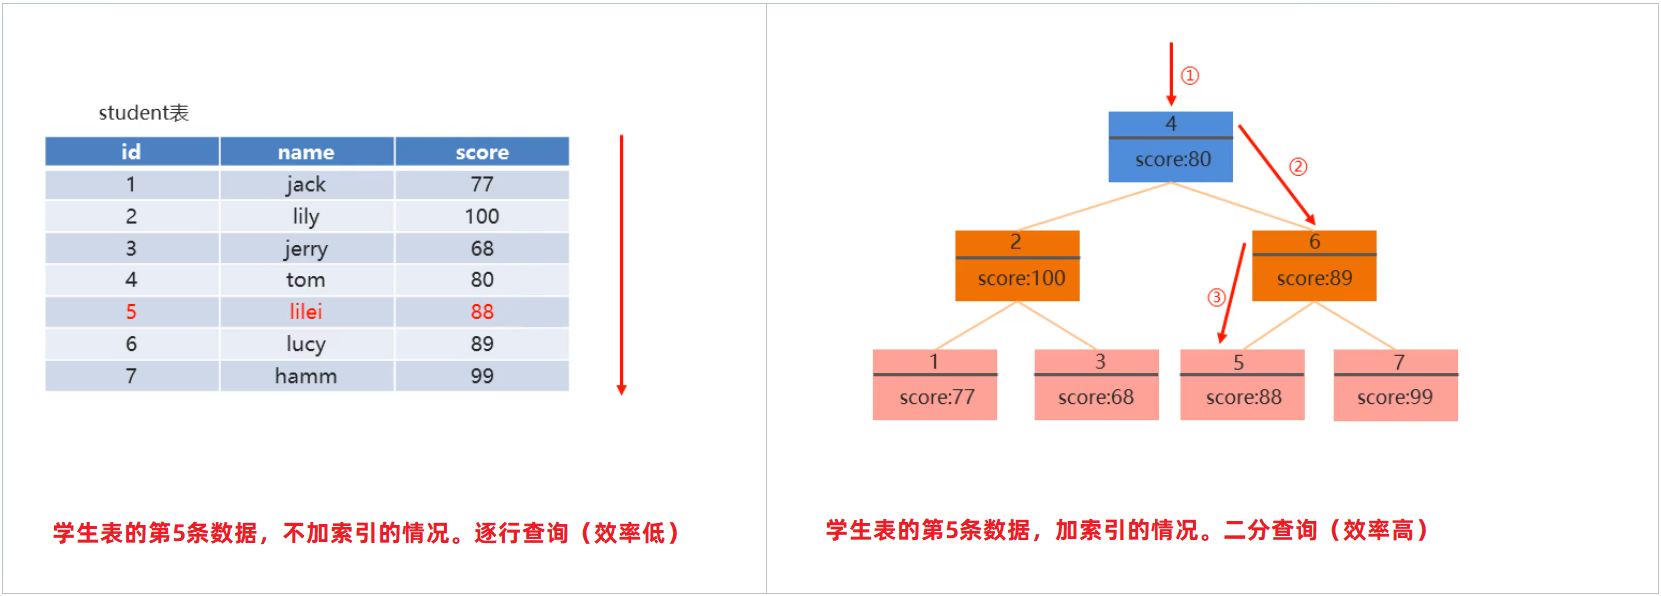 student表
id name score
1 jack 77
2 lily 100
3 jerry 68
4 tom 80
5 lilei 88
6 lucy 89
7 hamm 99
学生表的第5条数据，不加索引的情况。逐行查询（效率低）
①
4
score:80
②
2
score:100
6
score:89
③
1
score:77
3
score:68
5
score:88
7
score:99
学生表的第5条数据，加索引的情况。二分查询（效率高）